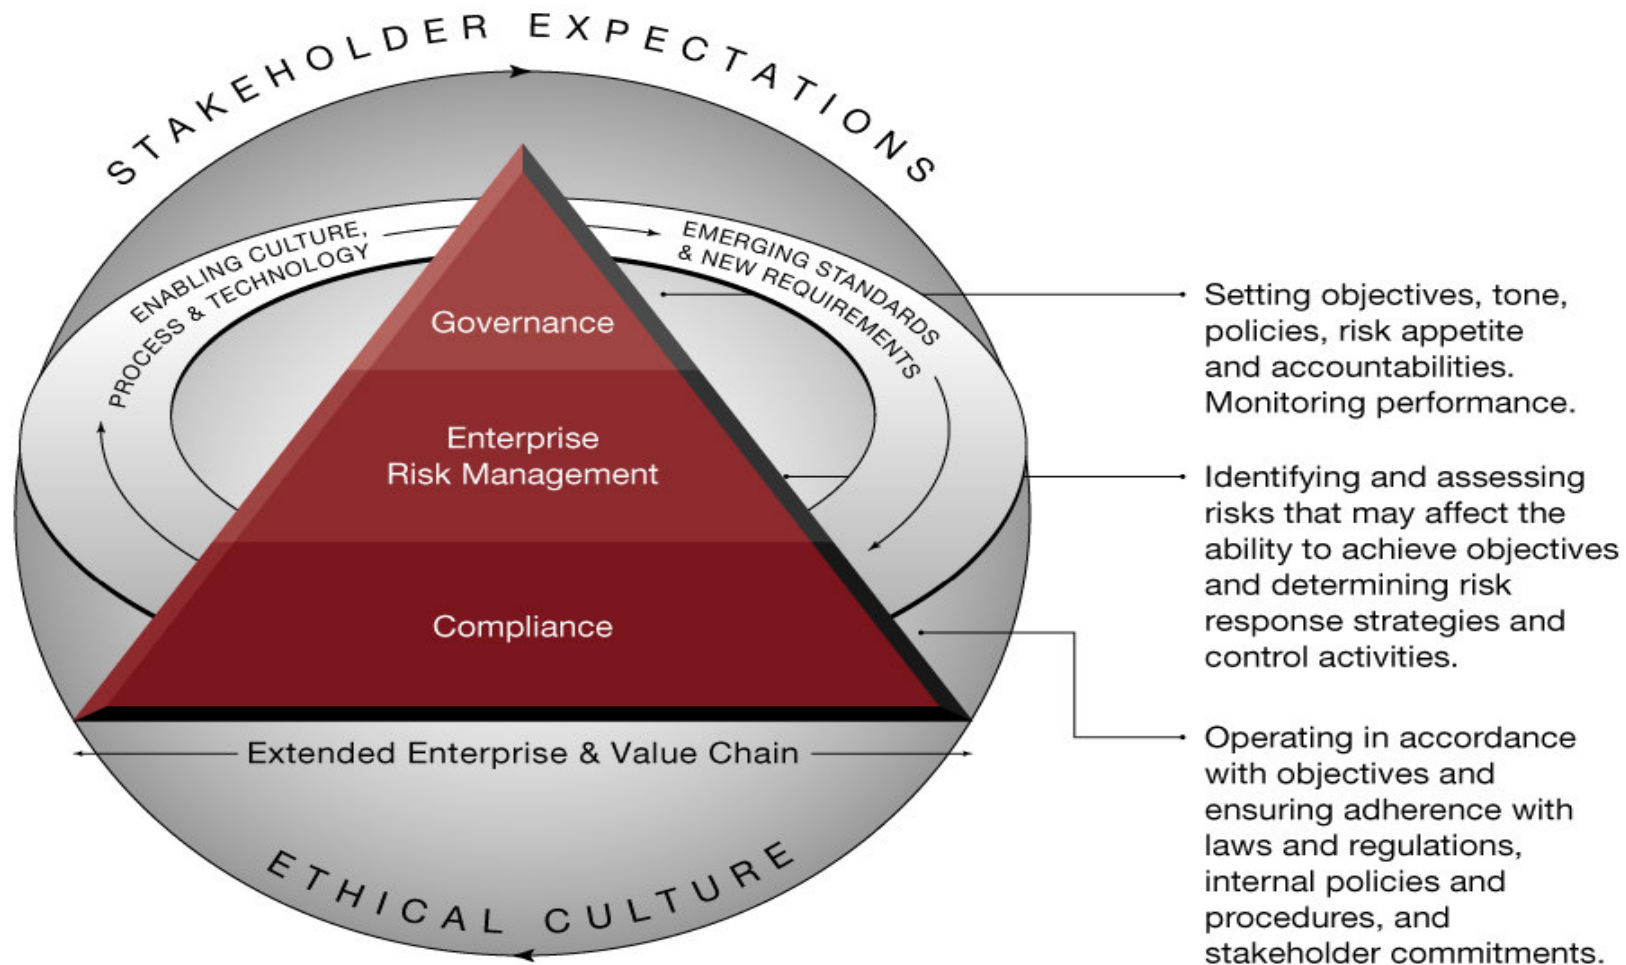 STAKEHOLDER EXPECTATIONS
ENABLING CULTURE,
PROCESS & TECHNOLOGY
EMERGING STANDARDS
& NEW REQUIREMENTS
Governance
Enterprise
Risk Management
Compliance
Extended Enterprise & Value Chain
ETHICAL CULTURE
Setting objectives, tone,
policies, risk appetite
and accountabilities.
Monitoring performance.
Identifying and assessing
risks that may affect the
ability to achieve objectives
and determining risk
response strategies and
control activities.
Operating in accordance
with objectives and
ensuring adherence with
laws and regulations,
internal policies and
procedures, and
stakeholder commitments.